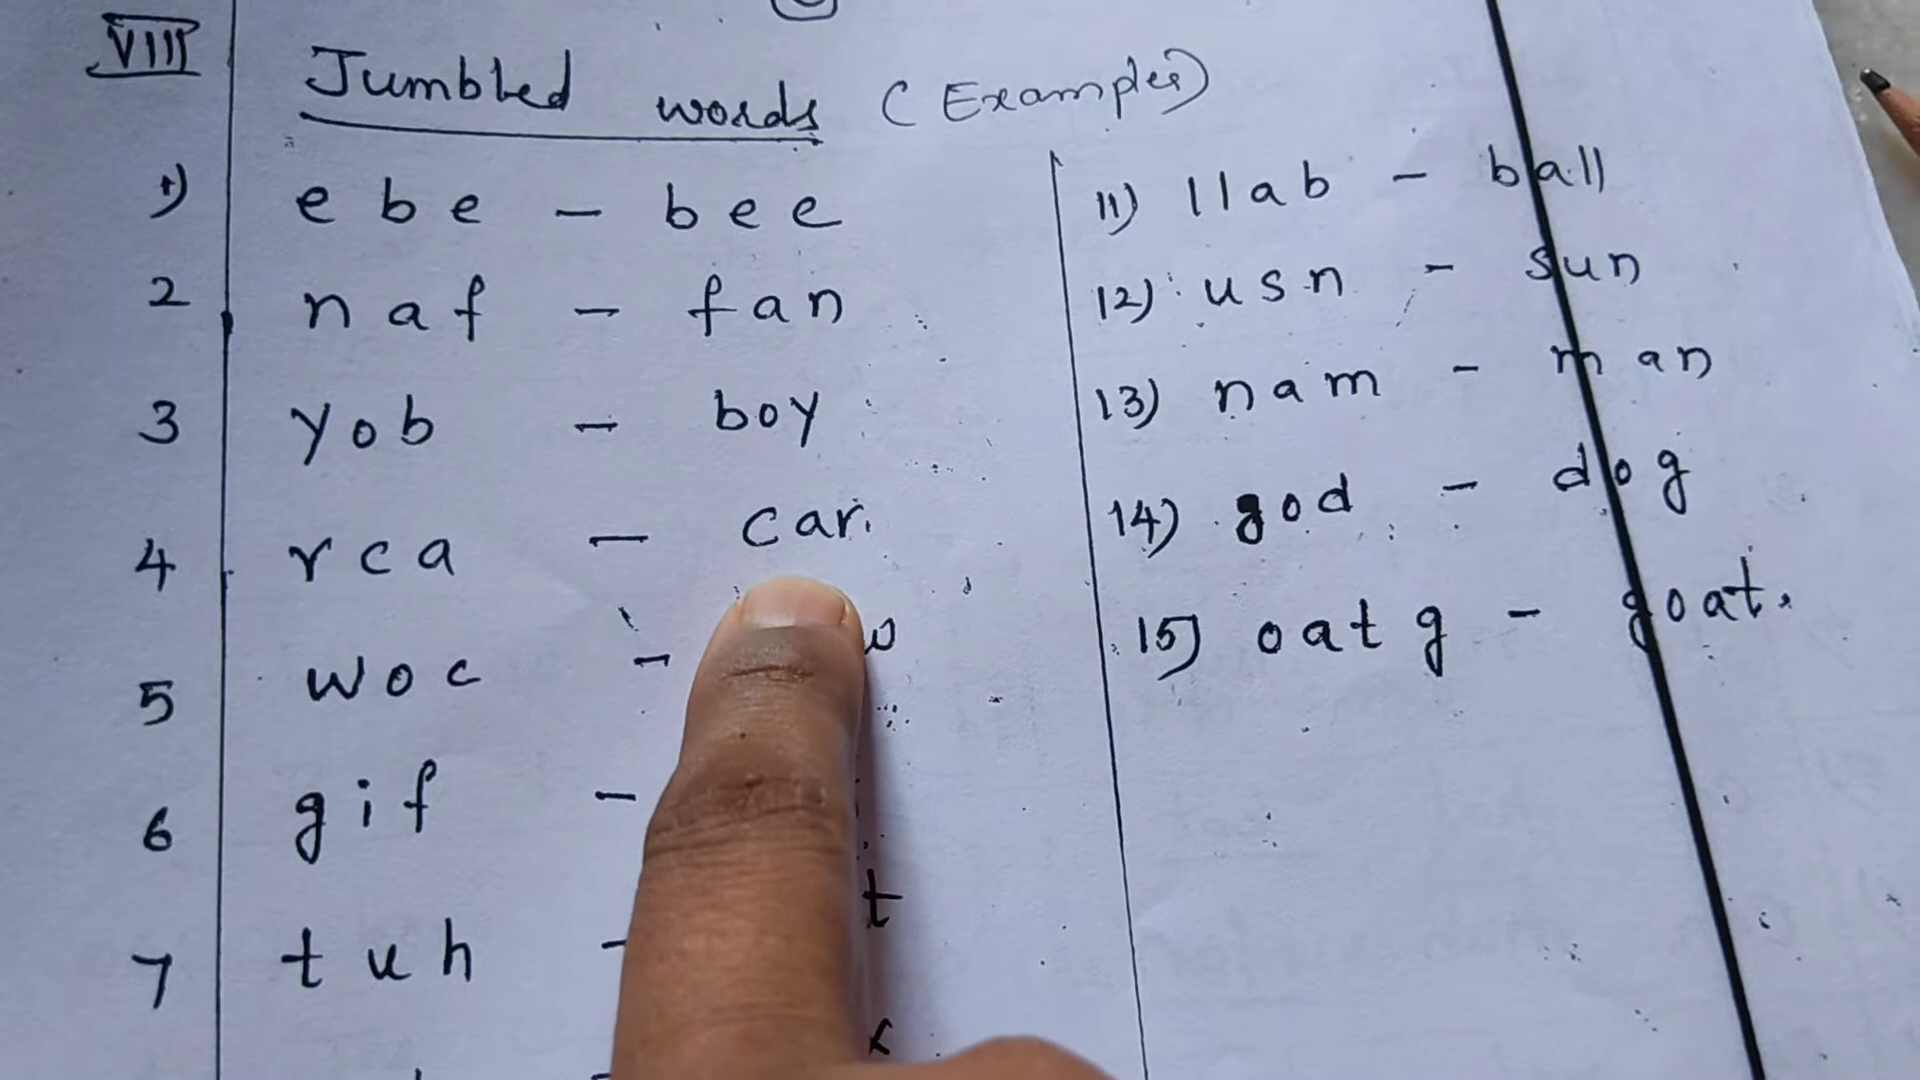 VIII
Jumbled words (Examples)
1) ebe - bee
2 naf - fan
3 yob - boy
4 rca - car.
5 woc -
6 gif -
7 tuh -
11) llab - ball
12) usn - sun
13) nam - man
14) god - dog
15) oatg - goat.